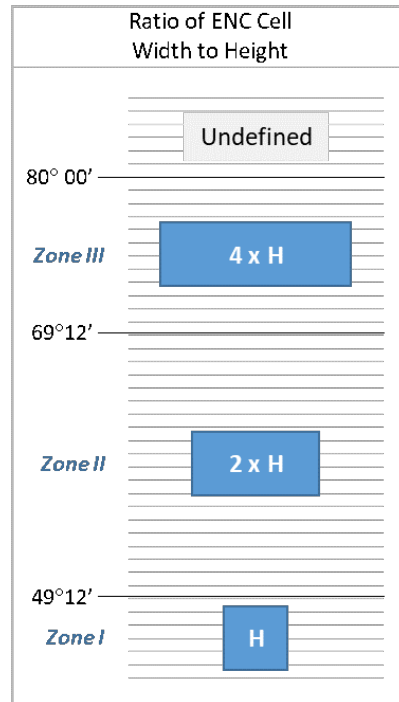 Ratio of ENC Cell
Width to Height
Undefined
80° 00'
Zone III
4 x H
69°12'
Zone II
2 x H
49°12'
Zone I
H